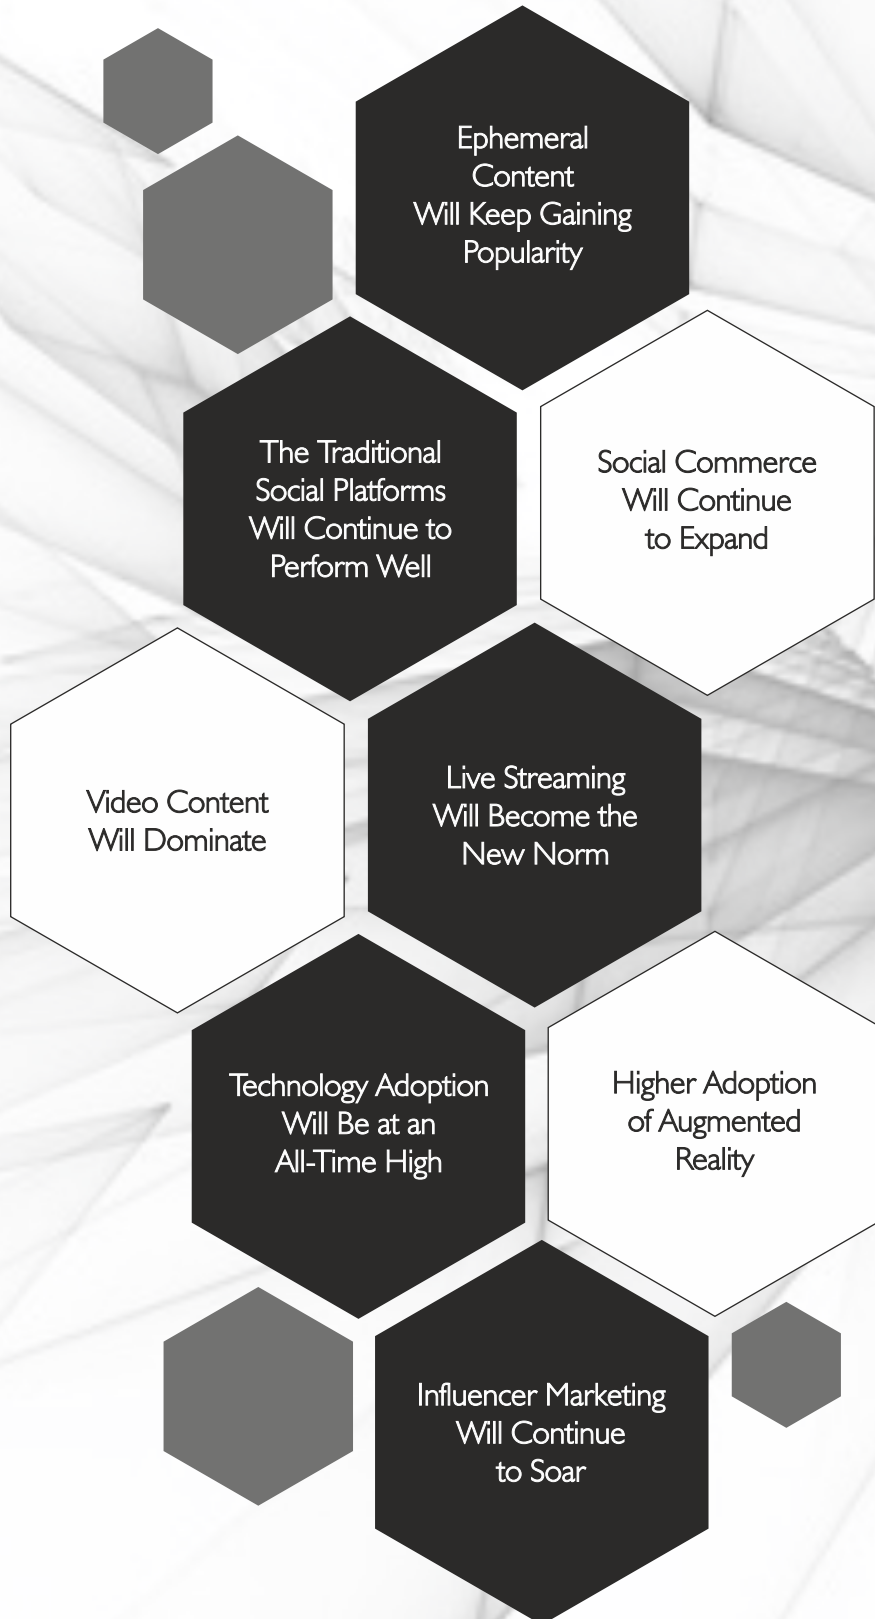 Ephemeral
Content
Will Keep Gaining
Popularity
The Traditional
Social Platforms
Will Continue to
Perform Well
Social Commerce
Will Continue
to Expand
Video Content
Will Dominate
Live Streaming
Will Become the
New Norm
Technology Adoption
Will Be at an
All-Time High
Higher Adoption
of Augmented
Reality
Influencer Marketing
Will Continue
to Soar